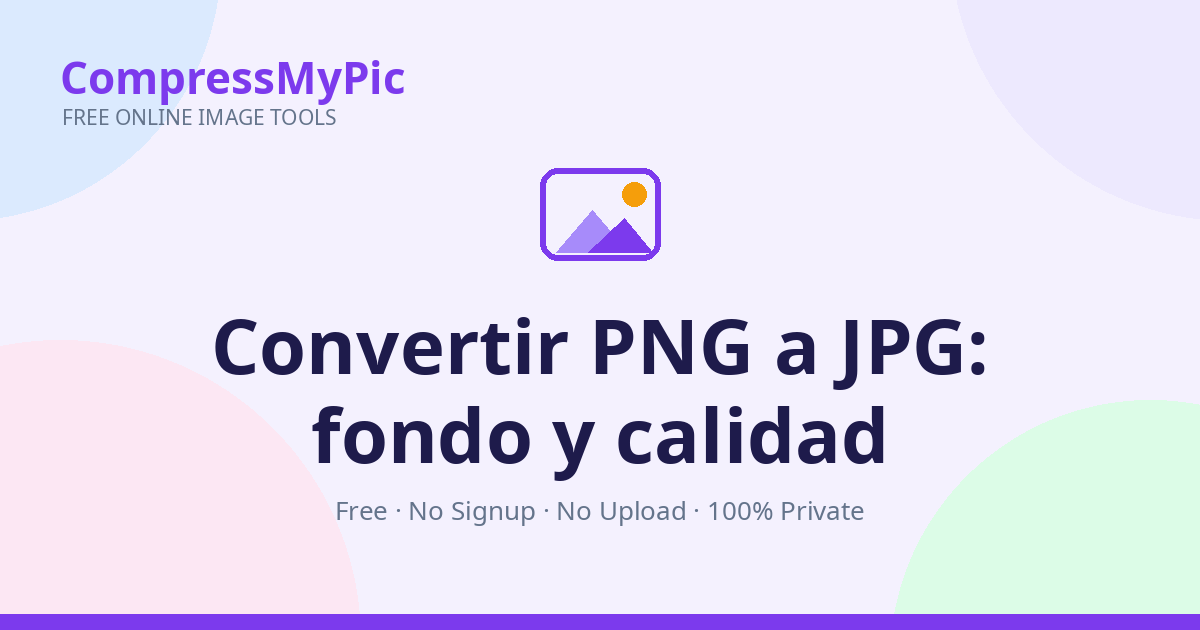 CompressMyPic
FREE ONLINE IMAGE TOOLS
Convertir PNG a JPG:
fondo y calidad
Free · No Signup · No Upload · 100% Private